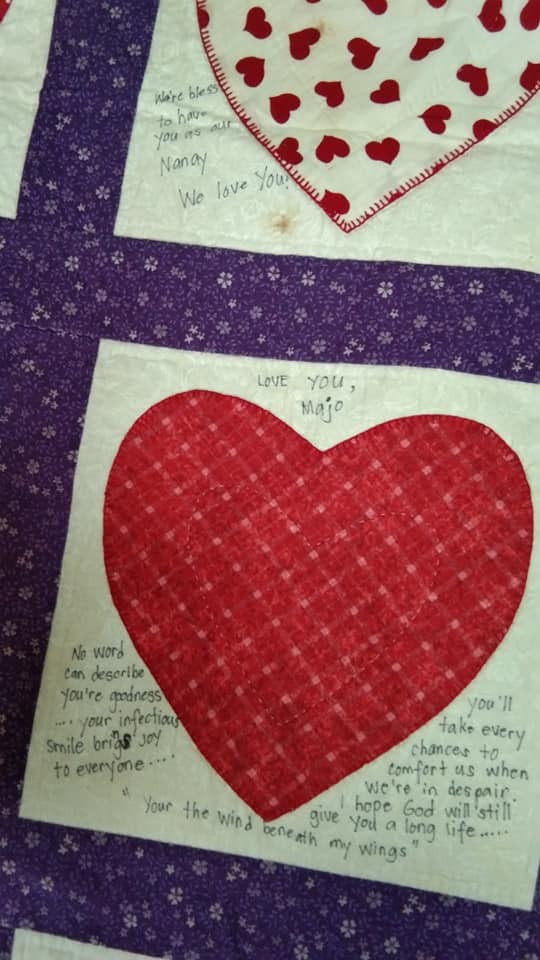 We're bless
to have
you as our
Nanay
We love You!
LOVE YOU,
Majo
No word
can describe
you're goodness
.... your infectious
smile brings joy
to everyone....
you'll
take every
chances to
comfort us when
we're in despair.
I hope God will still
give you a long life.....
"Your the wind beneath my wings"